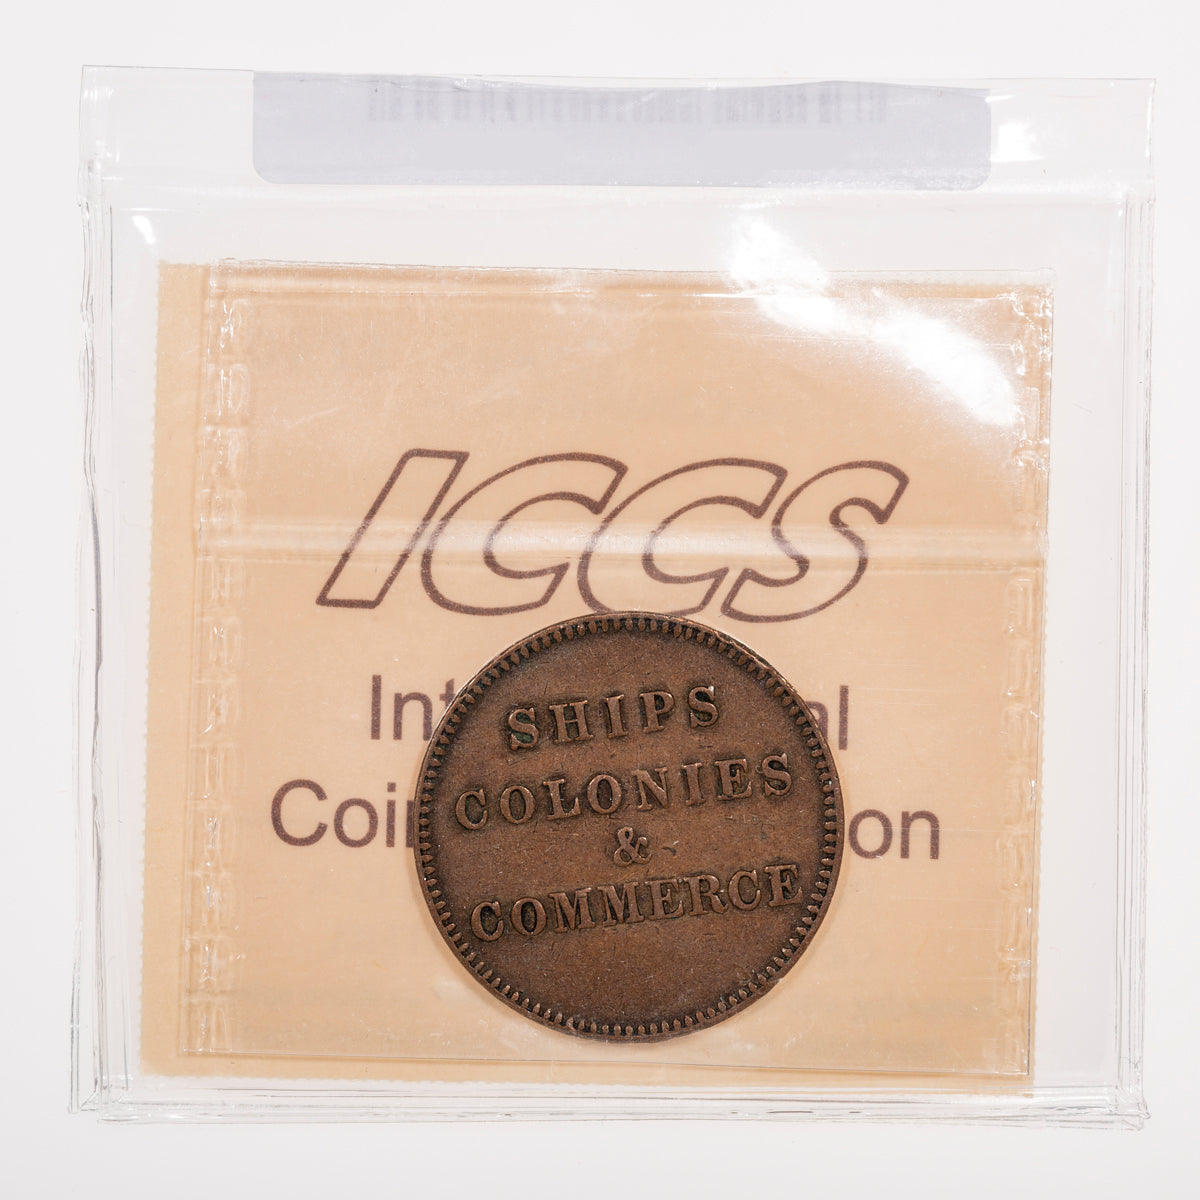 ICCS
Int al
Coi on
SHIPS
COLONIES
&
COMMERCE